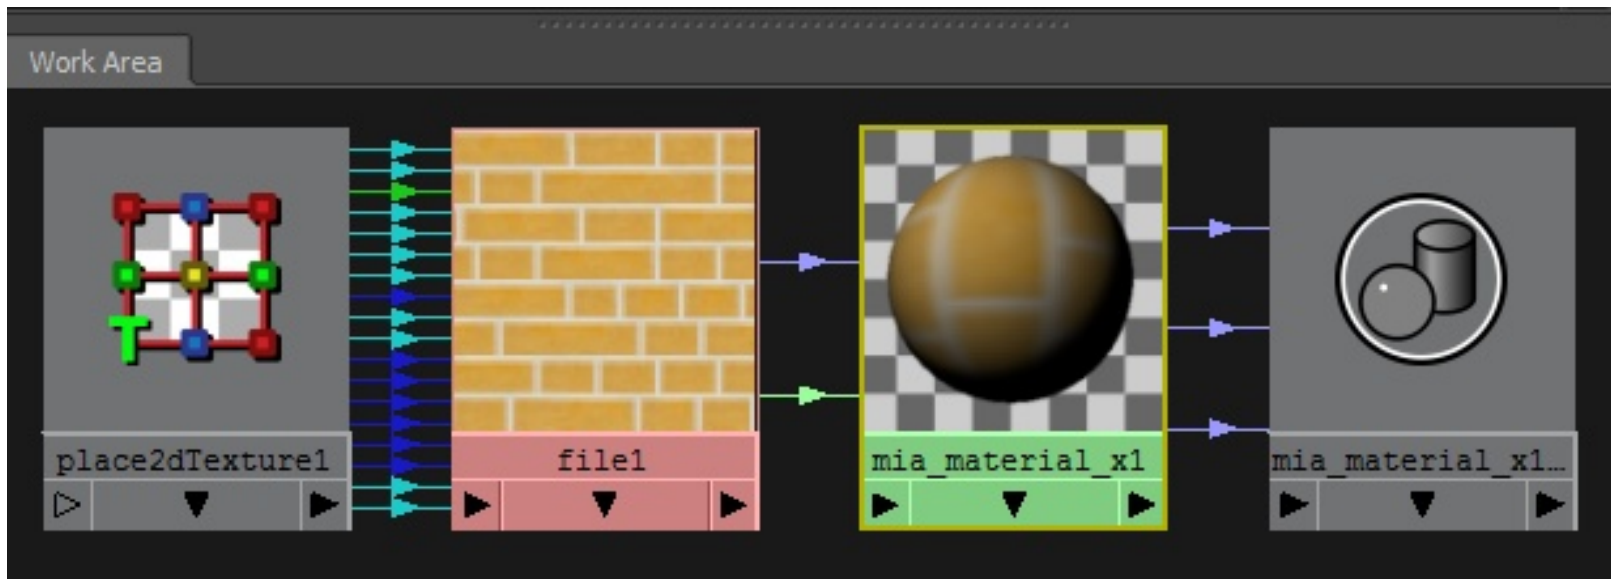 Work Area
place2dTexture1
file1
mia_material_x1
mia_material_x1…